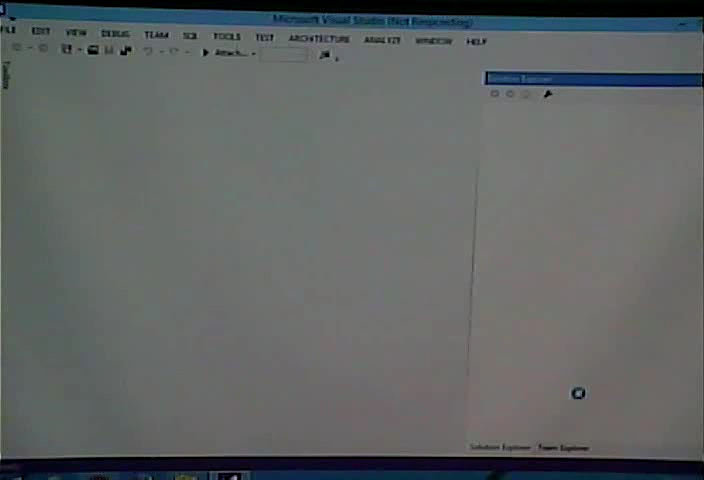 Microsoft Visual Studio (Not Responding)
FILE EDIT VIEW DEBUG TEAM SQL TOOLS TEST ARCHITECTURE ANALYZE WINDOW HELP
Attach...
Toolbox
Solution Explorer
Solution Explorer Team Explorer